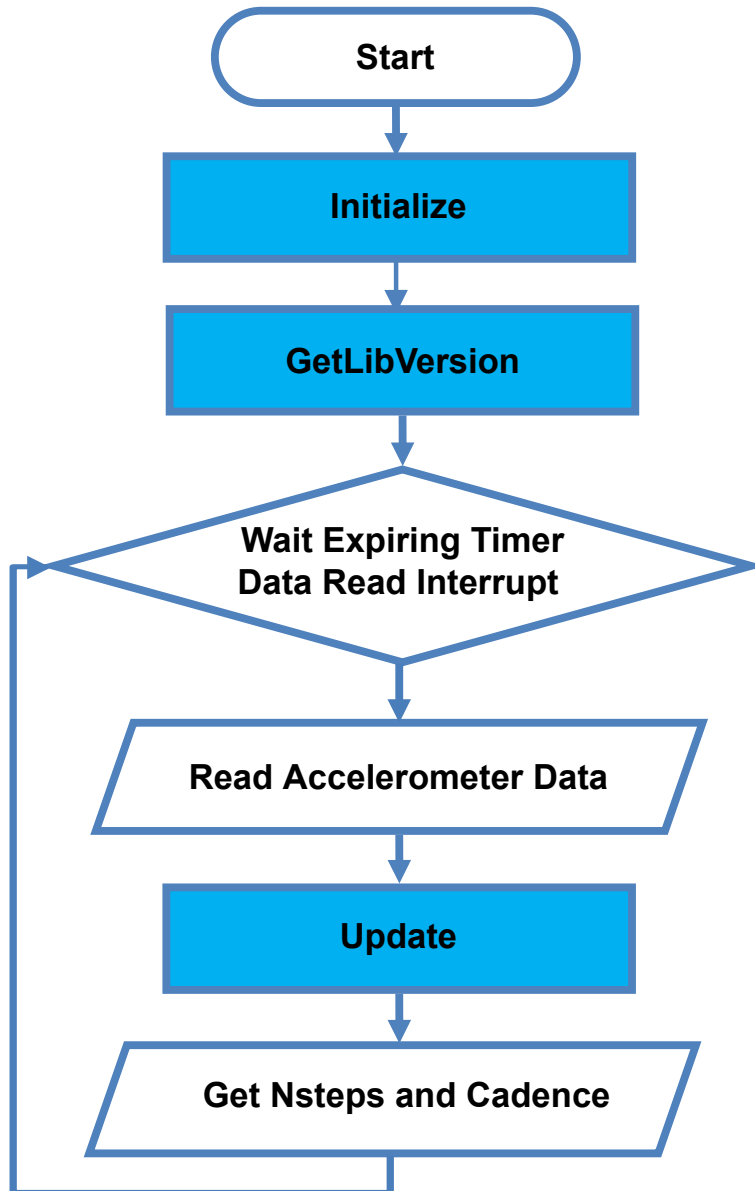 Start
Initialize
GetLibVersion
Wait Expiring Timer
Data Read Interrupt
Read Accelerometer Data
Update
Get Nsteps and Cadence